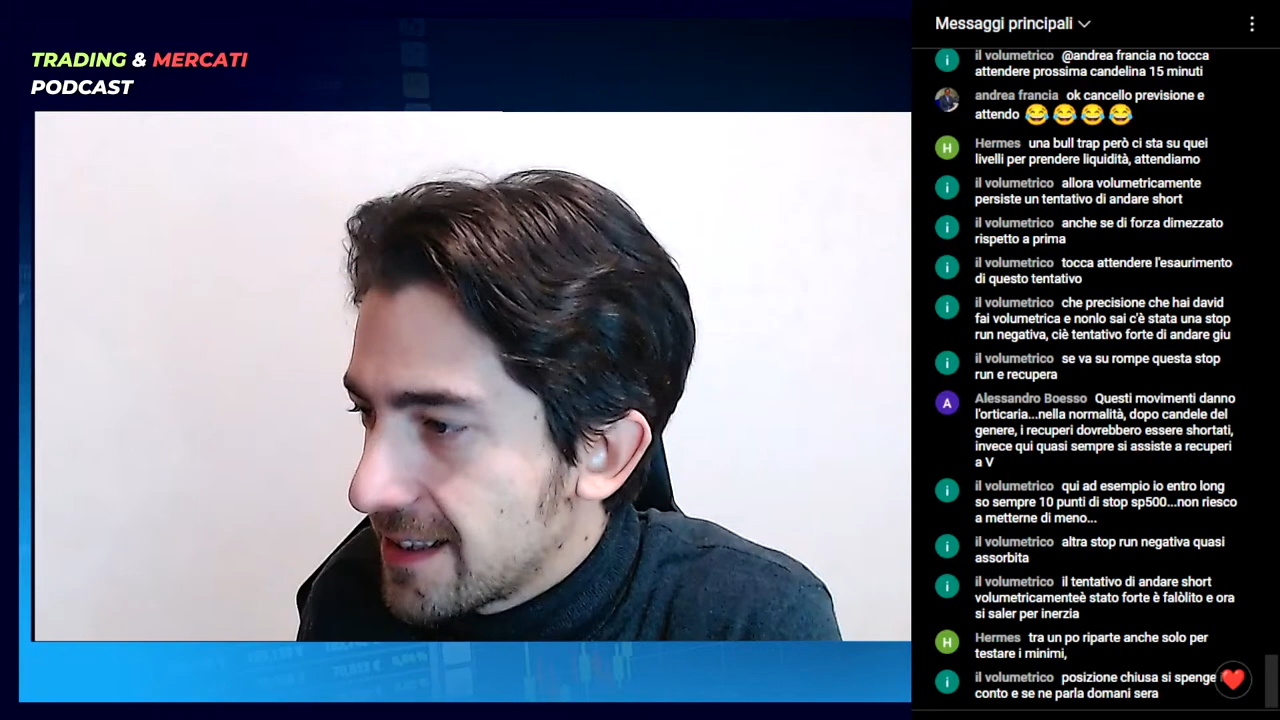 TRADING & MERCATI
PODCAST
Messaggi principali
il volumetrico @andrea francia no tocca
attendere prossima candelina 15 minuti
andrea francia ok cancello previsione e
attendo 😂😂😂😂
H
Hermes una bull trap però ci sta su quei
livelli per prendere liquidità, attendiamo
i
il volumetrico allora volumetricamente
persiste un tentativo di andare short
i
il volumetrico anche se di forza dimezzato
rispetto a prima
i
il volumetrico tocca attendere l'esaurimento
di questo tentativo
i
il volumetrico che precisione che hai david
fai volumetrica e nonlo sai c'è stata una stop
run negativa, ciè tentativo forte di andare giu
i
il volumetrico se va su rompe questa stop
run e recupera
A
Alessandro Boesso Questi movimenti danno
l'orticaria...nella normalità, dopo candele del
genere, i recuperi dovrebbero essere shortati,
invece qui quasi sempre si assiste a recuperi
a V
i
il volumetrico qui ad esempio io entro long
so sempre 10 punti di stop sp500...non riesco
a metterne di meno...
i
il volumetrico altra stop run negativa quasi
assorbita
i
il volumetrico il tentativo di andare short
volumetricamenteè stato forte è falòlito e ora
si saler per inerzia
H
Hermes tra un po riparte anche solo per
testare i minimi,
i
il volumetrico posizione chiusa si spenge
conto e se ne parla domani sera